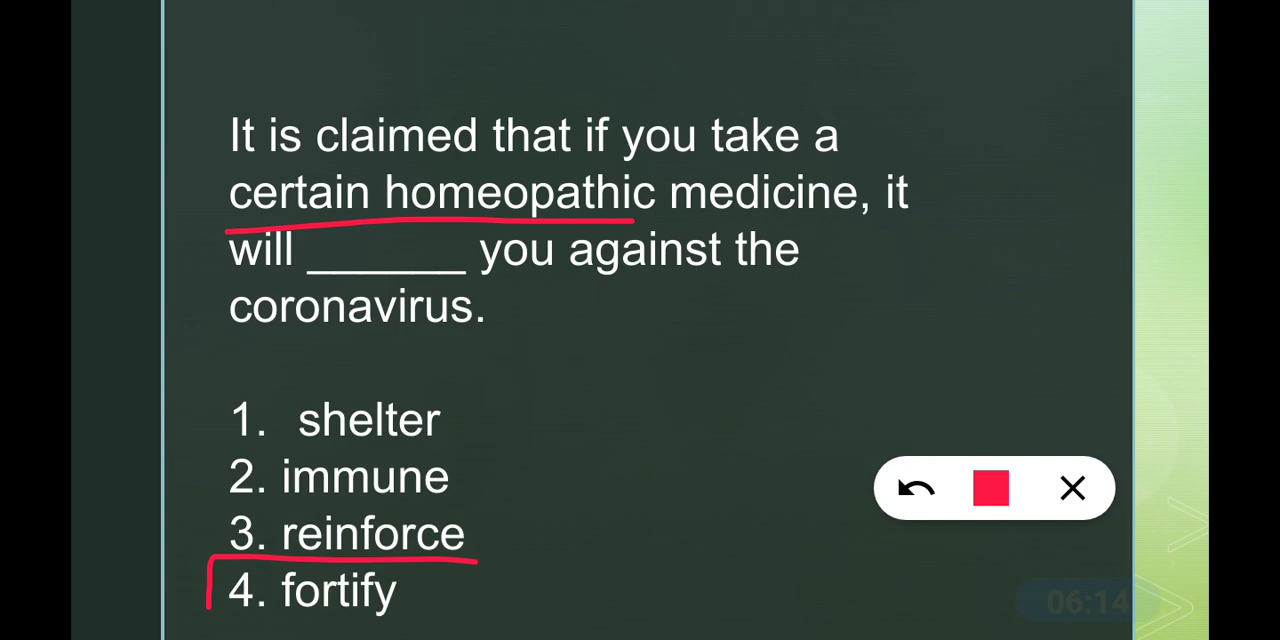 It is claimed that if you take a
certain homeopathic medicine, it
will _______ you against the
coronavirus.
1. shelter
2. immune
3. reinforce
4. fortify
06:14